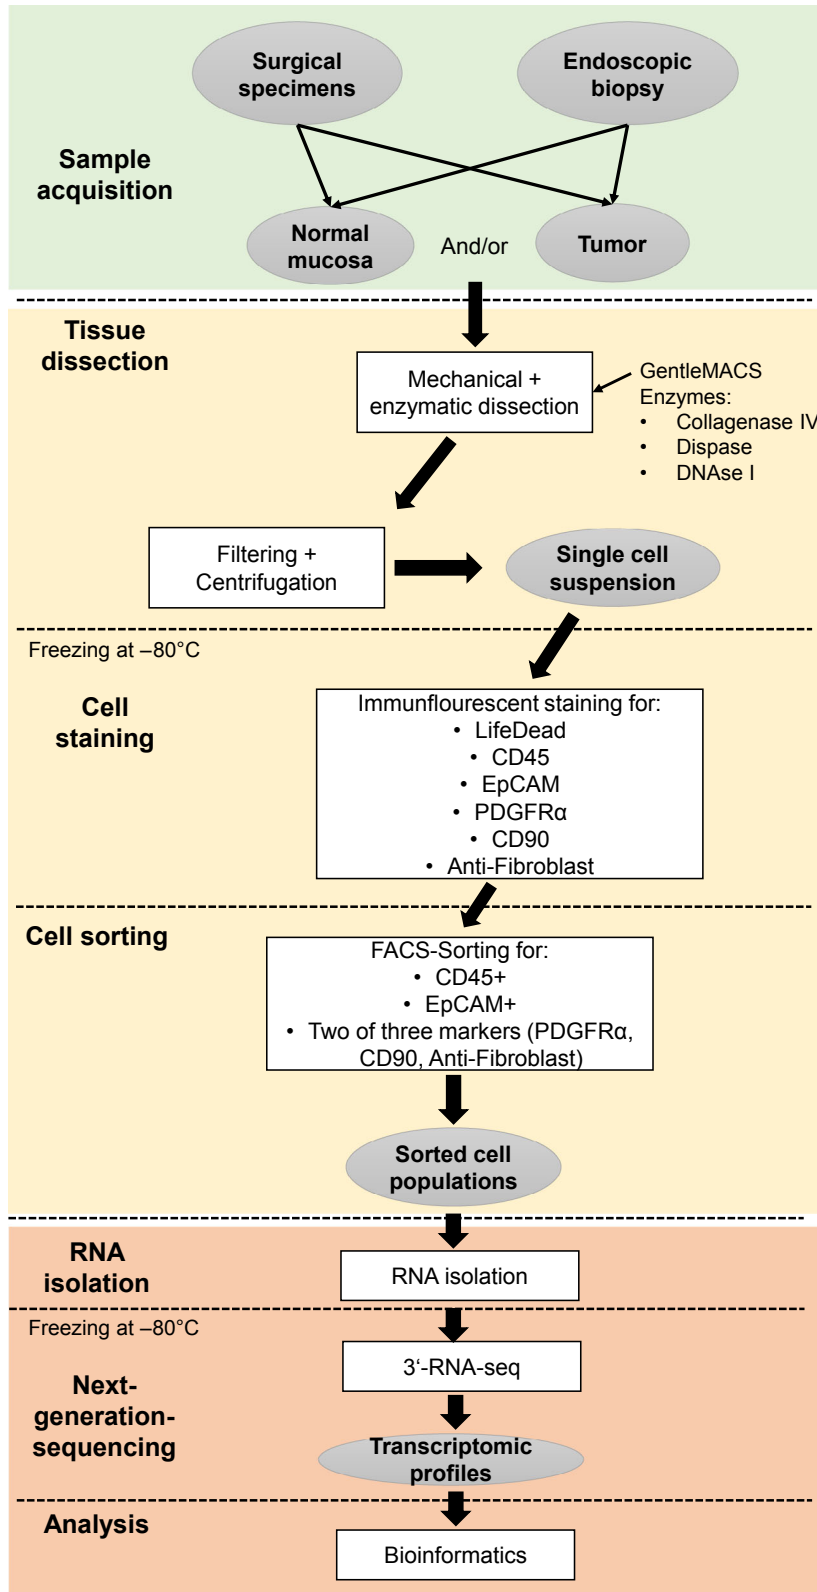 Surgical
specimens
Endoscopic
biopsy
Sample
acquisition
Normal
mucosa
And/or
Tumor
Tissue
dissection
Mechanical +
enzymatic dissection
GentleMACS
Enzymes:
• Collagenase IV
• Dispase
• DNAse I
Filtering +
Centrifugation
Single cell
suspension
Freezing at –80°C
Cell
staining
Immunflourescent staining for:
• LifeDead
• CD45
• EpCAM
• PDGFRα
• CD90
• Anti-Fibroblast
Cell sorting
FACS-Sorting for:
• CD45+
• EpCAM+
• Two of three markers (PDGFRα,
CD90, Anti-Fibroblast)
Sorted cell
populations
RNA
isolation
RNA isolation
Freezing at –80°C
3‘-RNA-seq
Next-
generation-
sequencing
Transcriptomic
profiles
Analysis
Bioinformatics